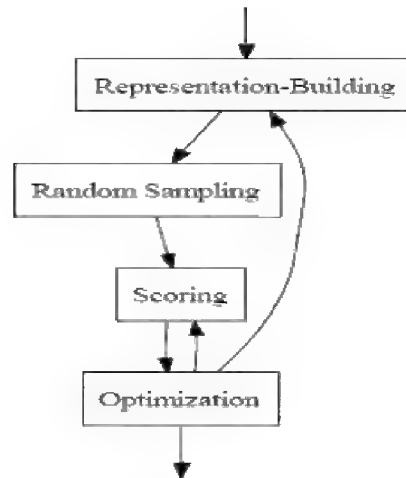 Representation-Building
Random Sampling
Scoring
Optimization